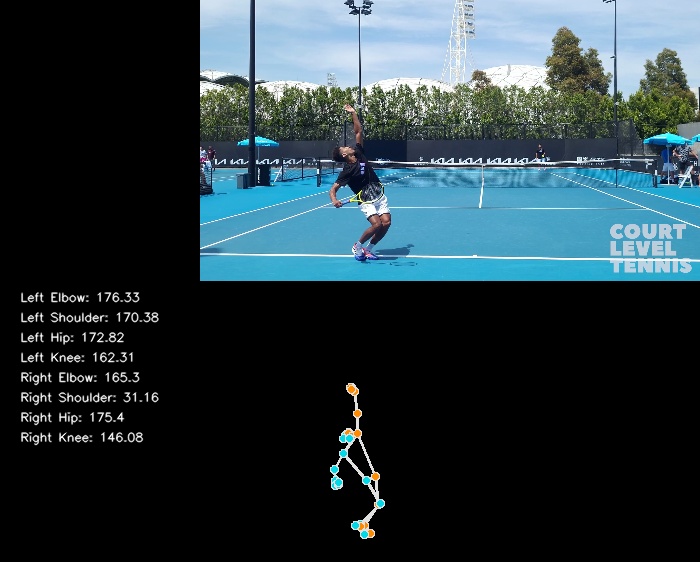 COURT
LEVEL
TENNIS
Left Elbow: 176.33
Left Shoulder: 170.38
Left Hip: 172.82
Left Knee: 162.31
Right Elbow: 165.3
Right Shoulder: 31.16
Right Hip: 175.4
Right Knee: 146.08